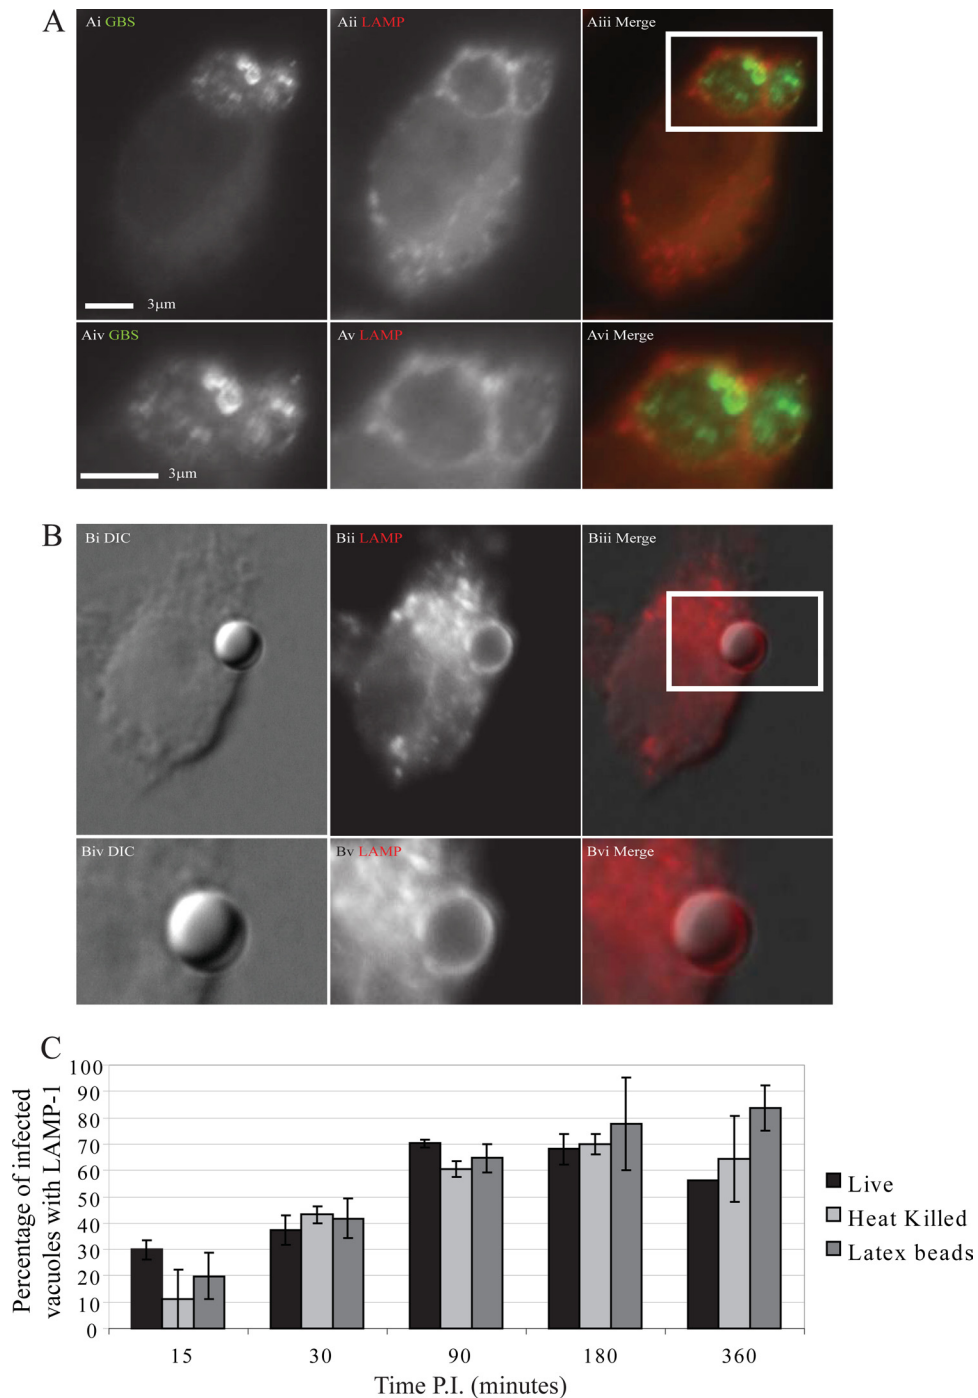 A
Ai GBS
Aii LAMP
Aiii Merge
3μm
Aiv GBS
Av LAMP
Avi Merge
3μm
B
Bi DIC
Bii LAMP
Biii Merge
Biv DIC
Bv LAMP
Bvi Merge
C
Percentage of infected
vacuoles with LAMP-1
100
90
80
70
60
50
40
30
20
10
0
15 30 90 180 360
Time P.I. (minutes)
Live
Heat Killed
Latex beads